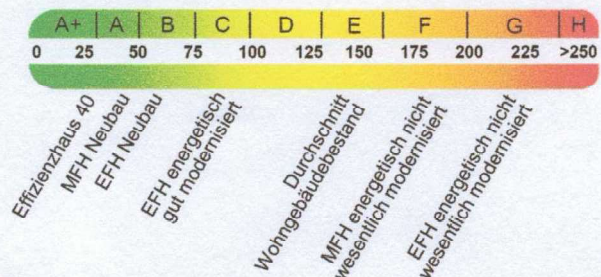 A+ A B C D E F G H
0 25 50 75 100 125 150 175 200 225 >250
Effizienzhaus 40
MFH Neubau
EFH Neubau
EFH energetisch
gut modernisiert
Durchschnitt
Wohngebäudebestand
MFH energetisch nicht
wesentlich modernisiert
EFH energetisch nicht
wesentlich modernisiert